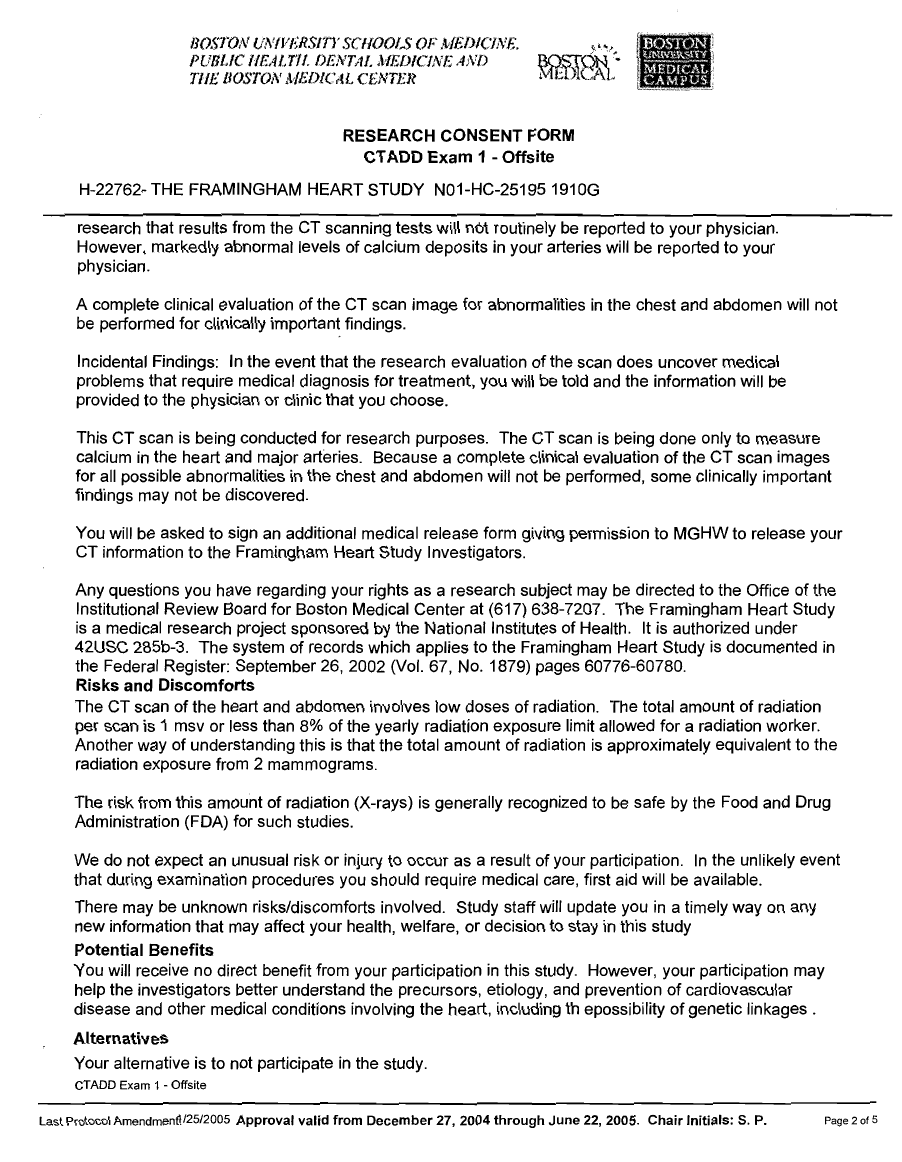 BOSTON UNIVERSITY SCHOOLS OF MEDICINE,
PUBLIC HEALTH, DENTAL MEDICINE AND
THE BOSTON MEDICAL CENTER
BOSTON
MEDICAL
BOSTON
UNIVERSITY
MEDICAL
CAMPUS
RESEARCH CONSENT FORM
CTADD Exam 1 - Offsite
H-22762- THE FRAMINGHAM HEART STUDY N01-HC-25195 1910G
research that results from the CT scanning tests will not routinely be reported to your physician.
However, markedly abnormal levels of calcium deposits in your arteries will be reported to your
physician.
A complete clinical evaluation of the CT scan image for abnormalities in the chest and abdomen will not
be performed for clinically important findings.
Incidental Findings: In the event that the research evaluation of the scan does uncover medical
problems that require medical diagnosis for treatment, you will be told and the information will be
provided to the physician or clinic that you choose.
This CT scan is being conducted for research purposes. The CT scan is being done only to measure
calcium in the heart and major arteries. Because a complete clinical evaluation of the CT scan images
for all possible abnormalities in the chest and abdomen will not be performed, some clinically important
findings may not be discovered.
You will be asked to sign an additional medical release form giving permission to MGHW to release your
CT information to the Framingham Heart Study Investigators.
Any questions you have regarding your rights as a research subject may be directed to the Office of the
Institutional Review Board for Boston Medical Center at (617) 638-7207. The Framingham Heart Study
is a medical research project sponsored by the National Institutes of Health. It is authorized under
42USC 285b-3. The system of records which applies to the Framingham Heart Study is documented in
the Federal Register: September 26, 2002 (Vol. 67, No. 1879) pages 60776-60780.
Risks and Discomforts
The CT scan of the heart and abdomen involves low doses of radiation. The total amount of radiation
per scan is 1 msv or less than 8% of the yearly radiation exposure limit allowed for a radiation worker.
Another way of understanding this is that the total amount of radiation is approximately equivalent to the
radiation exposure from 2 mammograms.
The risk from this amount of radiation (X-rays) is generally recognized to be safe by the Food and Drug
Administration (FDA) for such studies.
We do not expect an unusual risk or injury to occur as a result of your participation. In the unlikely event
that during examination procedures you should require medical care, first aid will be available.
There may be unknown risks/discomforts involved. Study staff will update you in a timely way on any
new information that may affect your health, welfare, or decision to stay in this study
Potential Benefits
You will receive no direct benefit from your participation in this study. However, your participation may
help the investigators better understand the precursors, etiology, and prevention of cardiovascular
disease and other medical conditions involving the heart, including th epossibility of genetic linkages .
Alternatives
Your alternative is to not participate in the study.
CTADD Exam 1 - Offsite
Last Protocol Amendment1/25/2005 Approval valid from December 27, 2004 through June 22, 2005. Chair Initials: S. P. Page 2 of 5